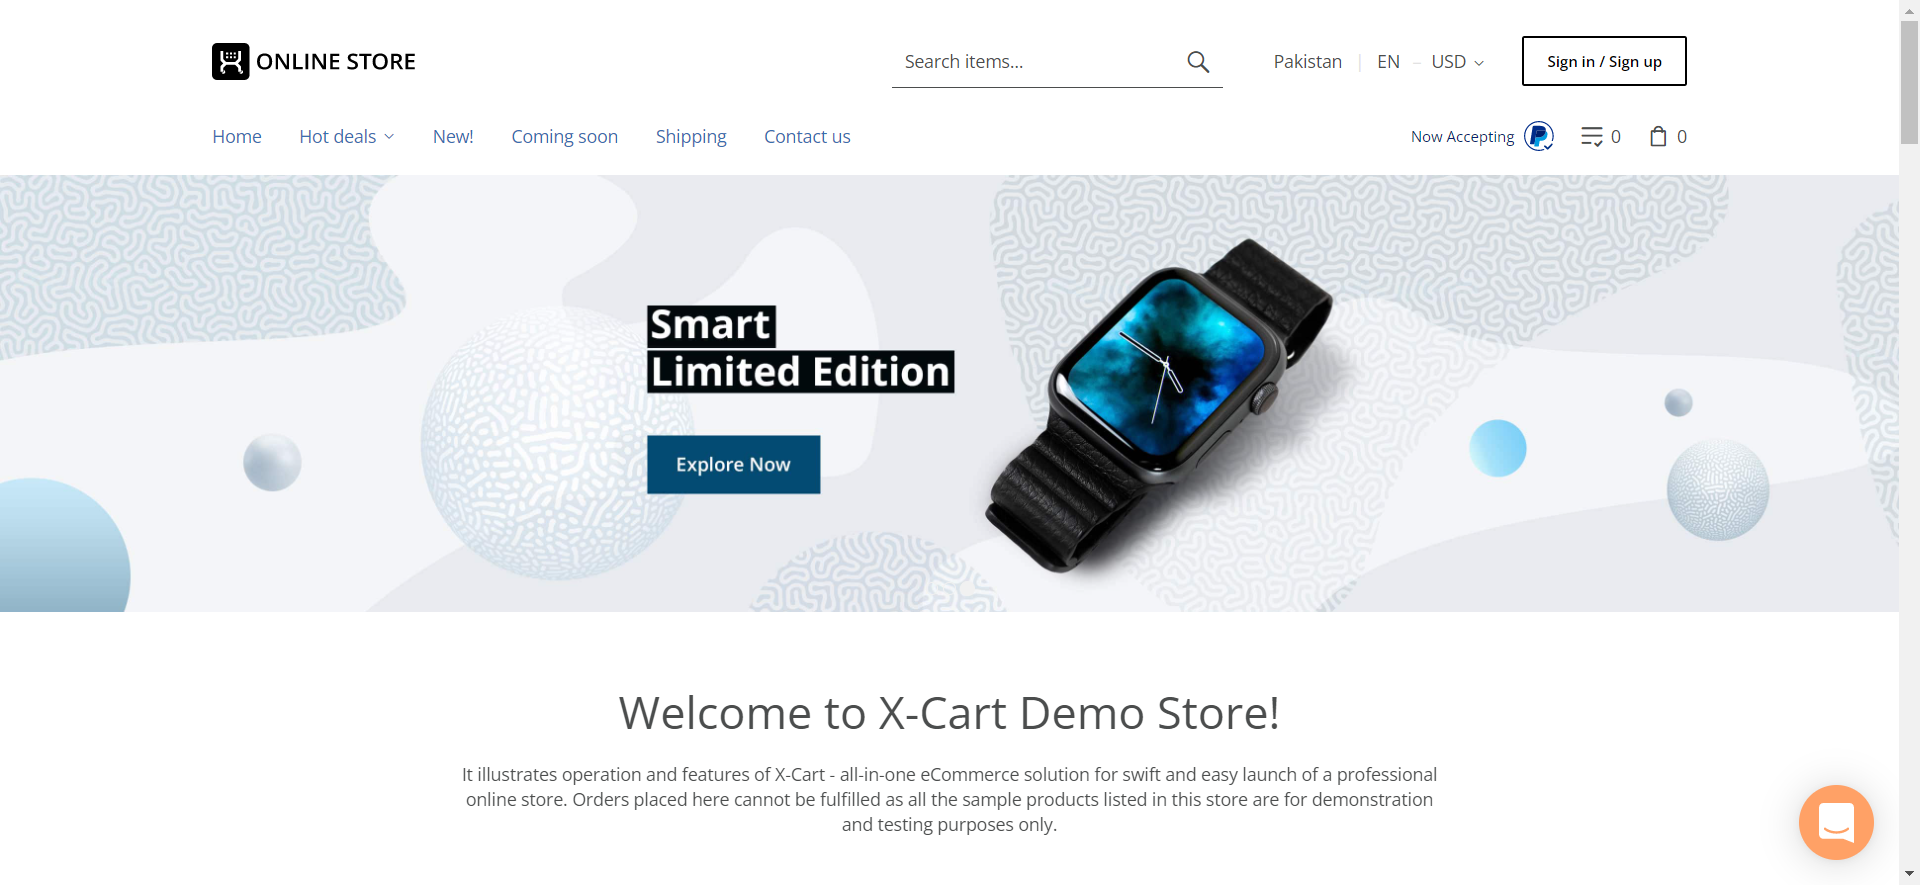 ONLINE STORE
Search items...
Pakistan
EN
USD
Sign in / Sign up
Home
Hot deals
New!
Coming soon
Shipping
Contact us
Now Accepting
0
0
Smart
Limited Edition
Explore Now
Welcome to X-Cart Demo Store!
It illustrates operation and features of X-Cart - all-in-one eCommerce solution for swift and easy launch of a professional
online store. Orders placed here cannot be fulfilled as all the sample products listed in this store are for demonstration
and testing purposes only.